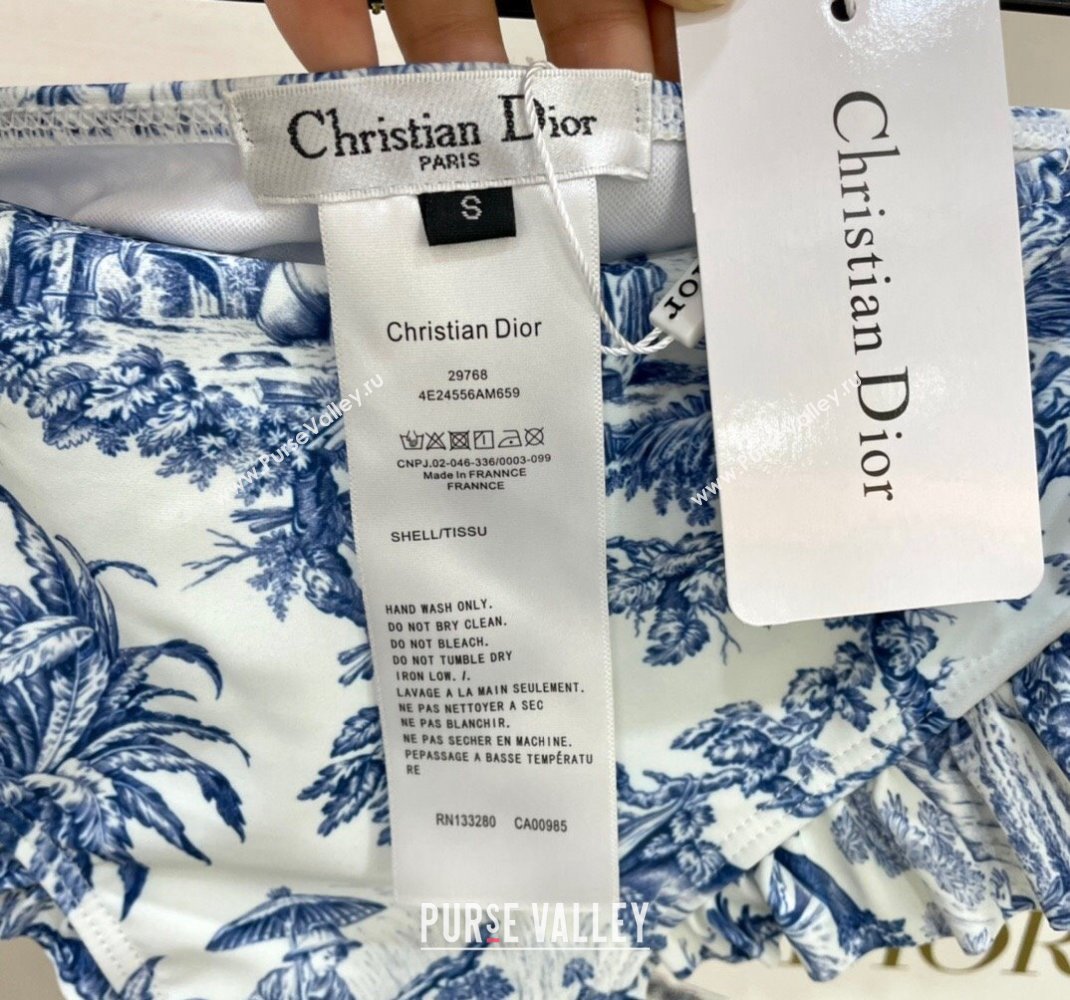 Christian Dior
PARIS
S
Christian Dior
29768
4E24556AM659
CNPJ.02-046-336/0003-099
Made In FRANNCE
FRANNCE
SHELL/TISSU
HAND WASH ONLY.
DO NOT BRY CLEAN.
DO NOT BLEACH.
DO NOT TUMBLE DRY
IRON LOW. /.
LAVAGE A LA MAIN SEULEMENT.
NE PAS NETTOYER A SEC
NE PAS BLANCHIR.
NE PAS SECHER EN MACHINE.
PEPASSAGE A BASSE TEMPÉRATU
RE
RN133280 CA00985
Christian Dior
www.PurseValley.ru
www.PurseValley.ru
PURSE VALLEY